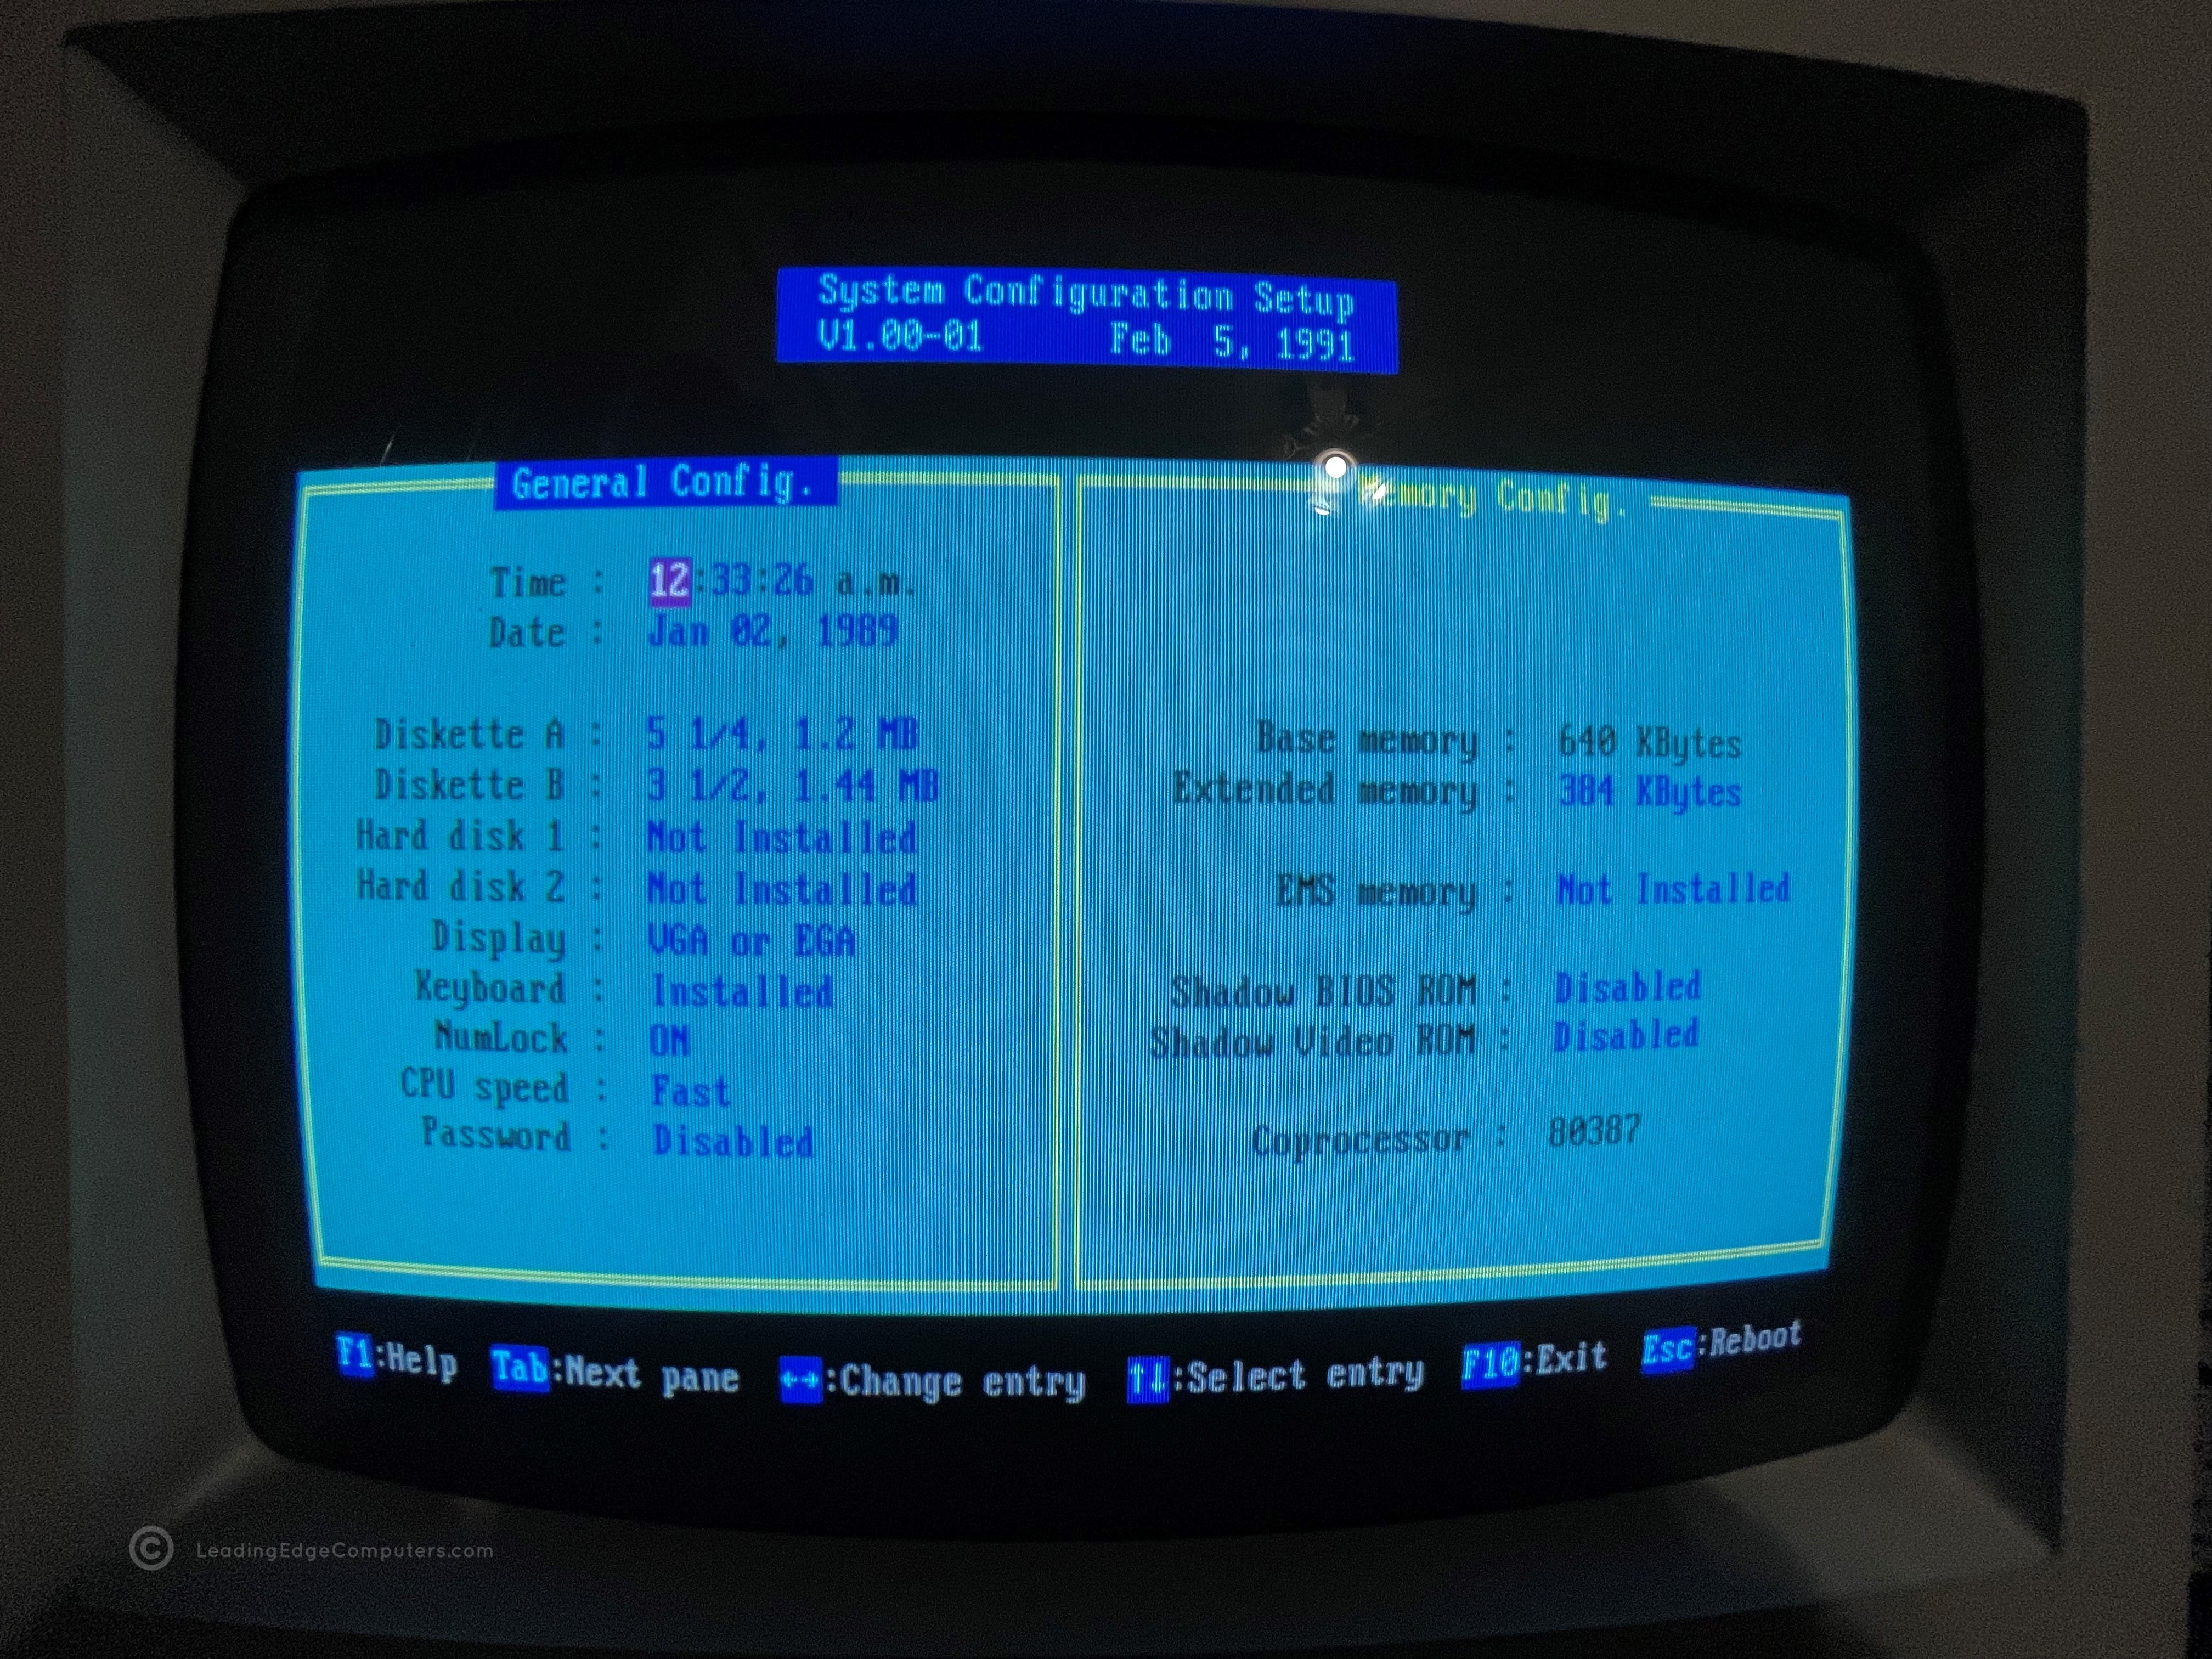 System Configuration Setup
V1.00-01 Feb 5, 1991
General Config.
Time : 12:33:26 a.m.
Date : Jan 02, 1989
Diskette A : 5 1/4, 1.2 MB
Diskette B : 3 1/2, 1.44 MB
Hard disk 1 : Not Installed
Hard disk 2 : Not Installed
Display : VGA or EGA
Keyboard : Installed
NumLock : ON
CPU speed : Fast
Password : Disabled
Memory Config.
Base memory : 640 KBytes
Extended memory : 384 KBytes
EMS memory : Not Installed
Shadow BIOS ROM : Disabled
Shadow Video ROM : Disabled
Coprocessor : 80387
F1:Help Tab:Next pane ←→:Change entry ↑↓:Select entry F10:Exit Esc:Reboot
© LeadingEdgeComputers.com